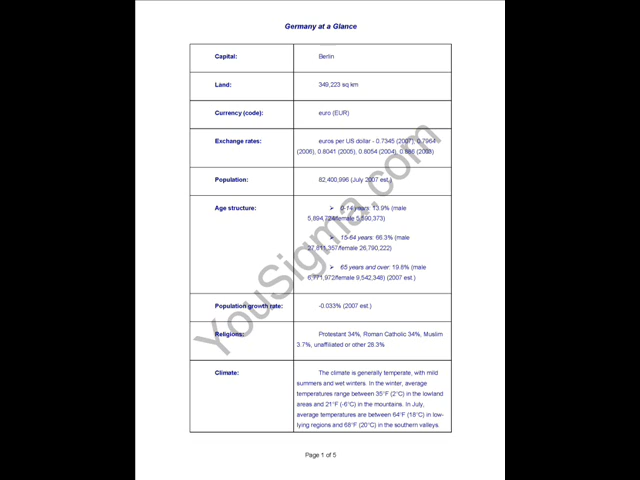 Germany at a Glance
Capital: Berlin
Land: 349,223 sq km
Currency (code): euro (EUR)
Exchange rates: euros per US dollar - 0.7345 (2007), 0.7964
(2006), 0.8041 (2005), 0.8054 (2004), 0.886 (2003)
Population: 82,400,996 (July 2007 est.)
Age structure: ➢ 0-14 years: 13.9% (male
5,894,724/female 5,590,373)
➢ 15-64 years: 66.3% (male
27,811,357/female 26,790,222)
➢ 65 years and over: 19.8% (male
6,771,972/female 9,542,348) (2007 est.)
Population growth rate: -0.033% (2007 est.)
Religions: Protestant 34%, Roman Catholic 34%, Muslim
3.7%, unaffiliated or other 28.3%
Climate: The climate is generally temperate, with mild
summers and wet winters. In the winter, average
temperatures range between 35°F (2°C) in the lowland
areas and 21°F (-6°C) in the mountains. In July,
average temperatures are between 64°F (18°C) in low-
lying regions and 68°F (20°C) in the southern valleys.
Page 1 of 5
YouSigma.com